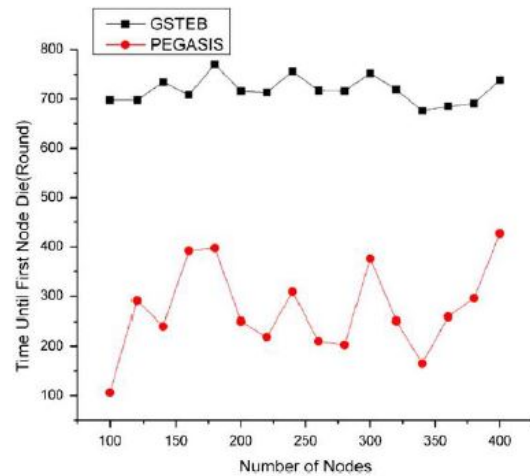 GSTEB
PEGASIS
800
700
600
500
400
300
200
100
Time Until First Node Die(Round)
100 150 200 250 300 350 400
Number of Nodes